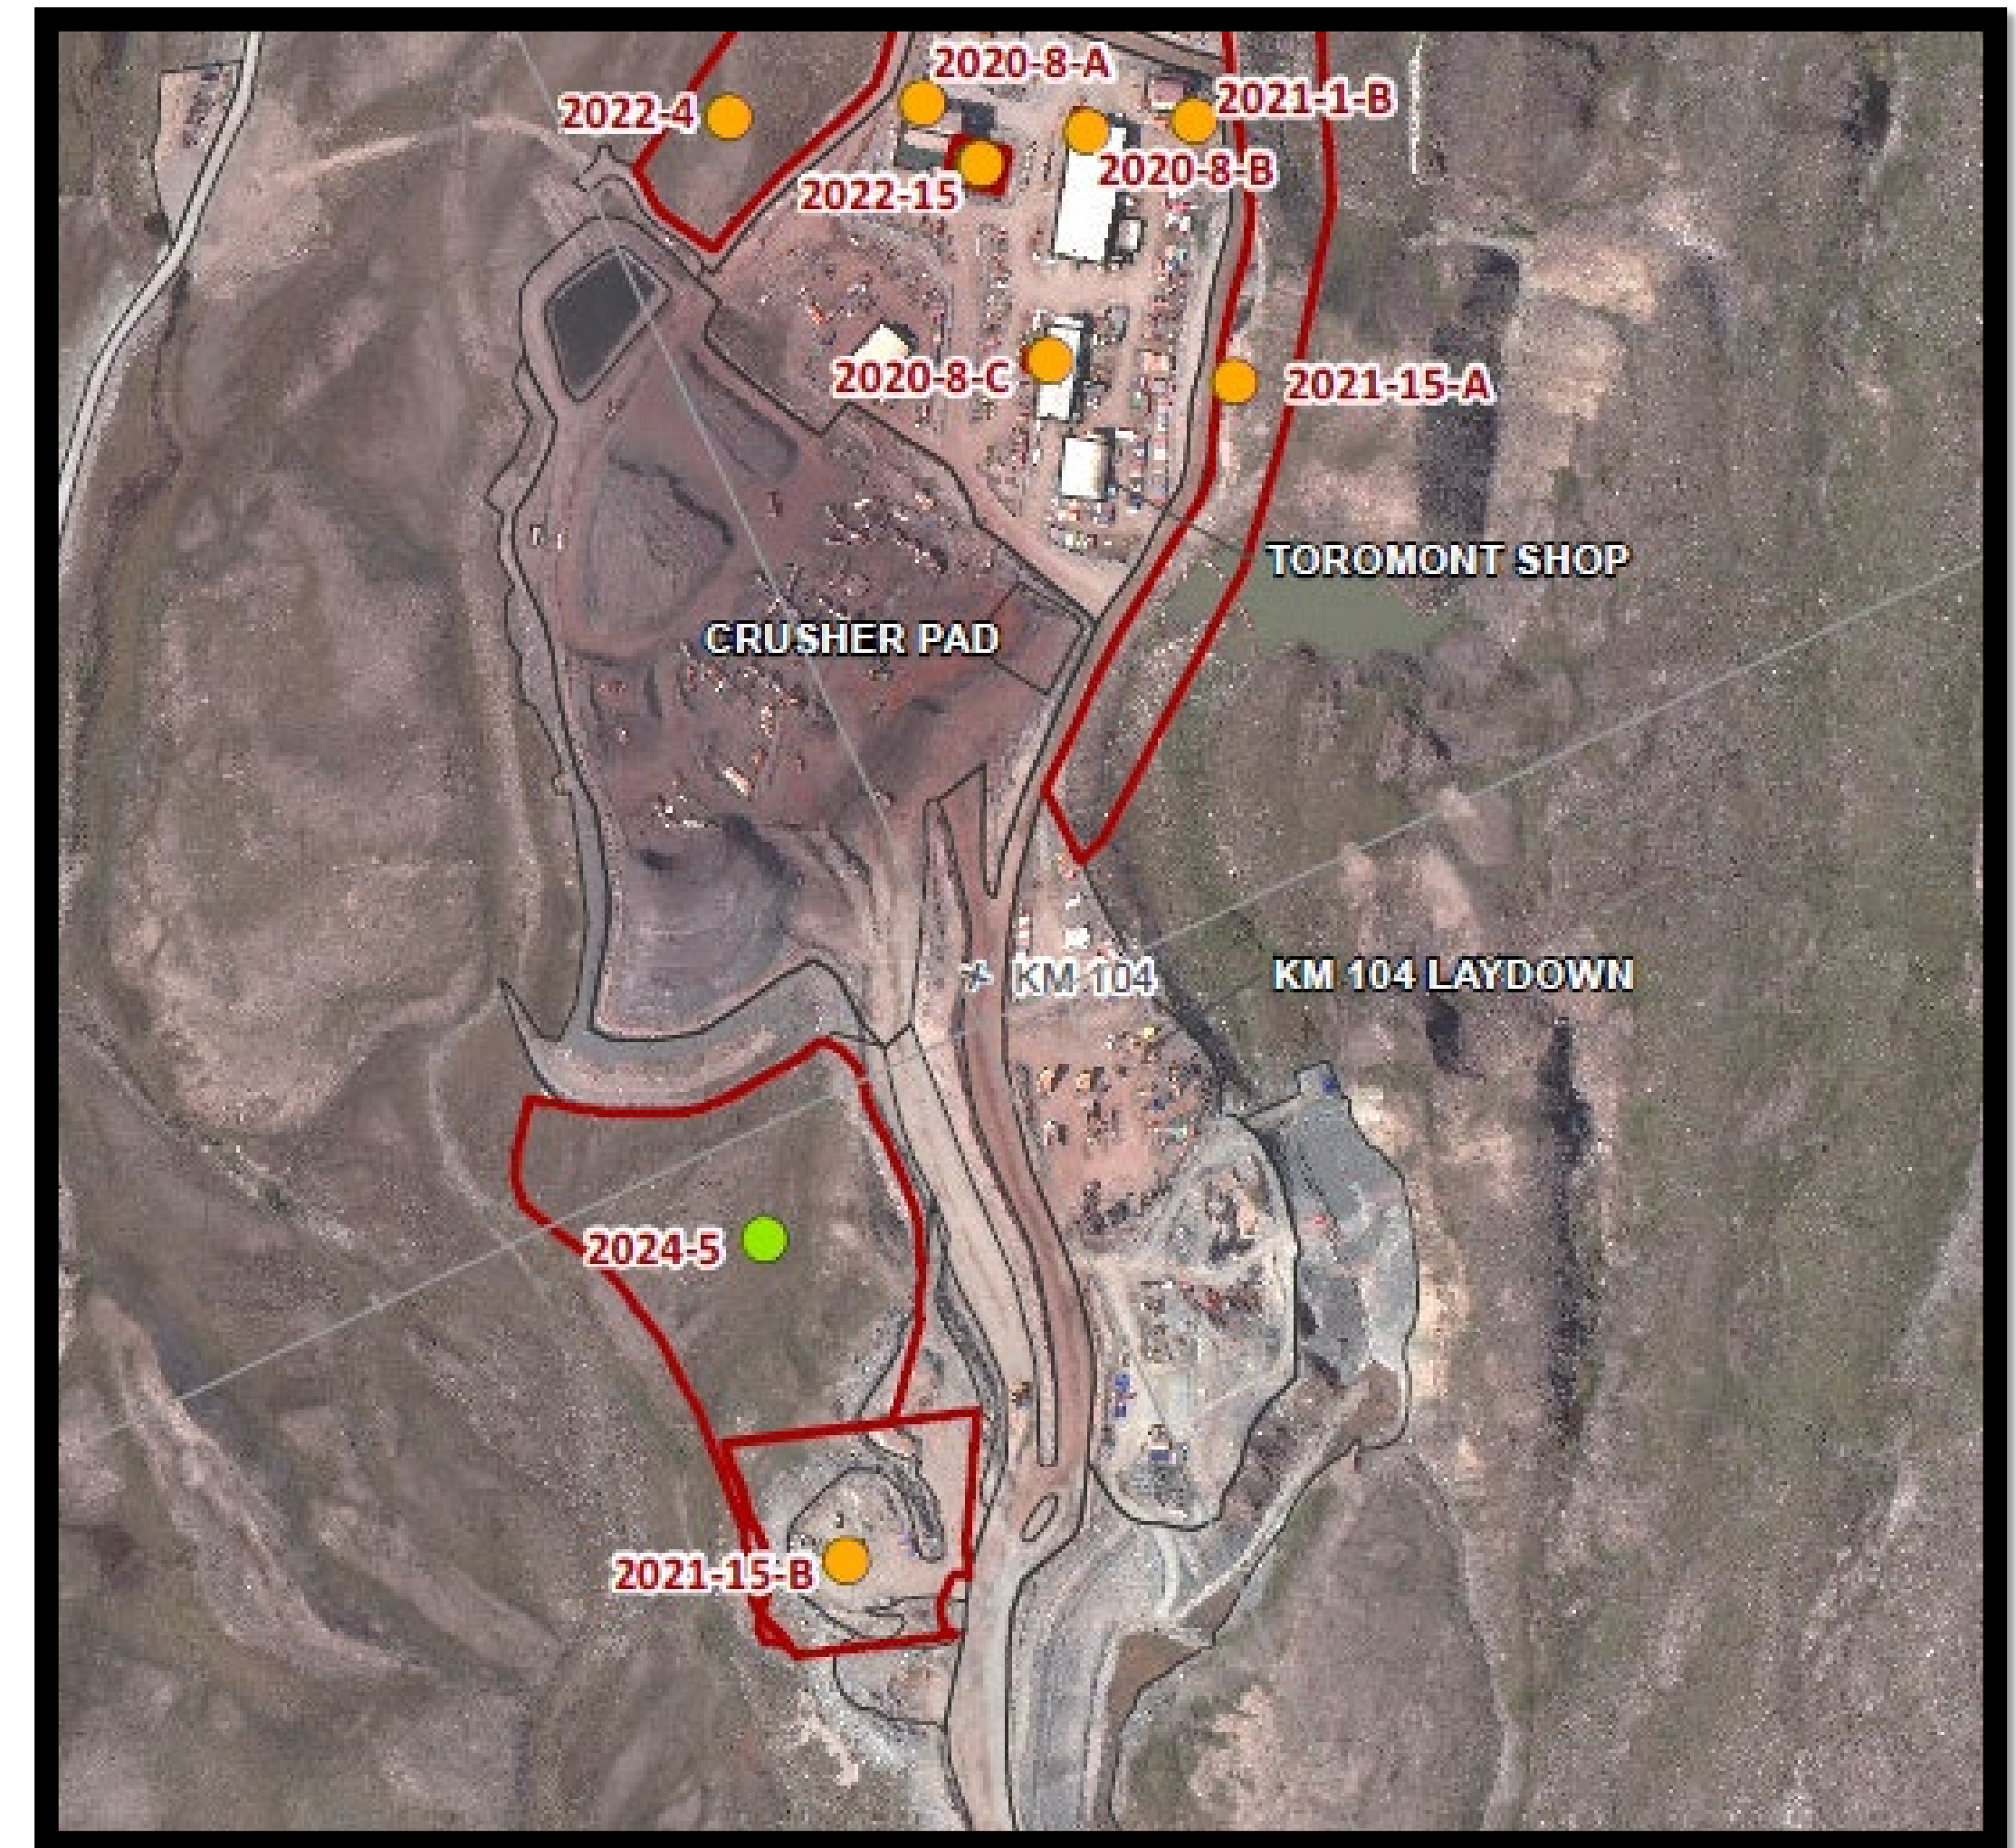 2020-8-A
2022-4
2021-1-B
2020-8-B
2022-15
2020-8-C
2021-15-A
TOROMONT SHOP
CRUSHER PAD
KM 104
KM 104 LAYDOWN
2024-5
2021-15-B